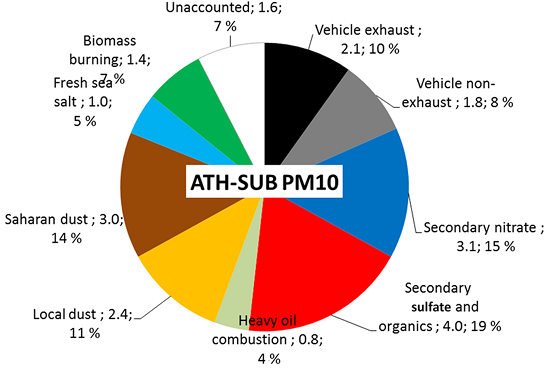 Unaccounted ; 1.6;
7 %
Vehicle exhaust ;
2.1; 10 %
Biomass
burning; 1.4;
7 %
Vehicle non-
exhaust ; 1.8; 8 %
Fresh sea
salt ; 1.0;
5 %
ATH-SUB PM10
Saharan dust ; 3.0;
14 %
Secondary nitrate ;
3.1; 15 %
Secondary
sulfate and
organics ; 4.0; 19 %
Local dust ; 2.4;
11 %
Heavy oil
combustion ; 0.8;
4 %